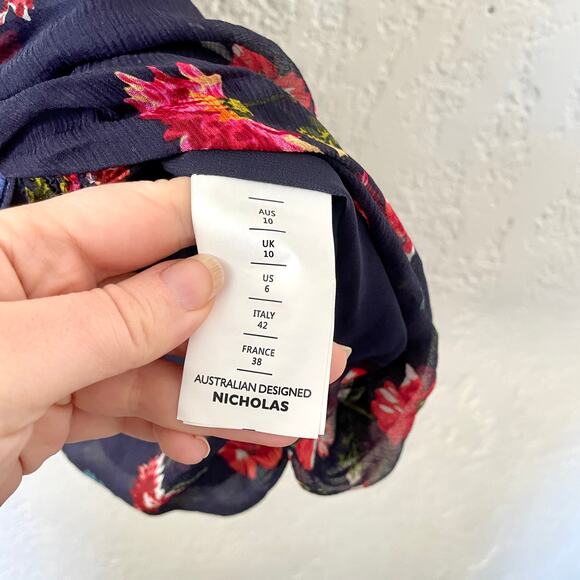 AUS
10
UK
10
US
6
ITALY
42
FRANCE
38
AUSTRALIAN DESIGNED
NICHOLAS